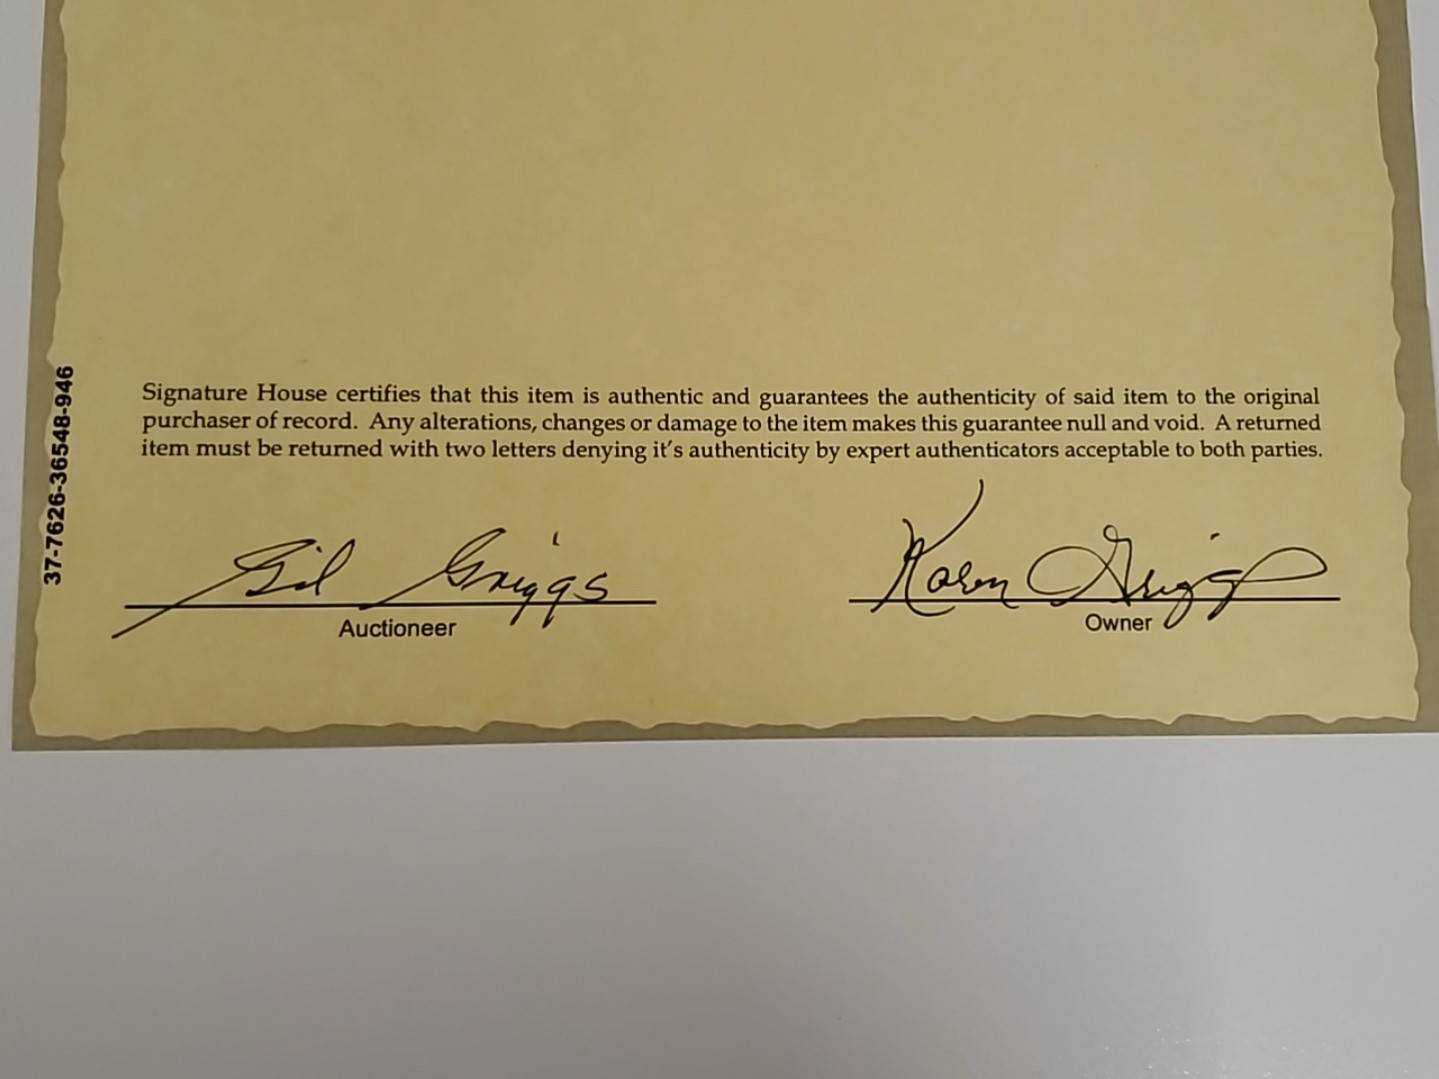 Signature House certifies that this item is authentic and guarantees the authenticity of said item to the original
purchaser of record. Any alterations, changes or damage to the item makes this guarantee null and void. A returned
item must be returned with two letters denying it's authenticity by expert authenticators acceptable to both parties.
37-7626-36548-946
Gil Griggs
Auctioneer
Karen Griggs
Owner